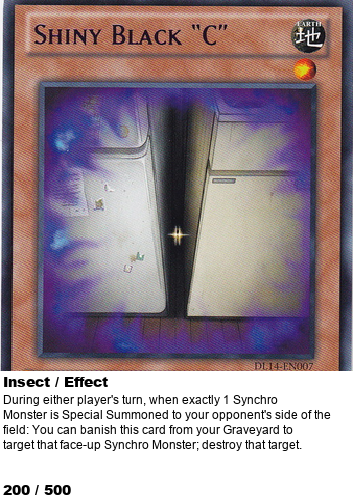 SHINY BLACK "C"
EARTH
地
DL14-EN007
Insect / Effect
During either player's turn, when exactly 1 Synchro
Monster is Special Summoned to your opponent's side of the
field: You can banish this card from your Graveyard to
target that face-up Synchro Monster; destroy that target.
200 / 500